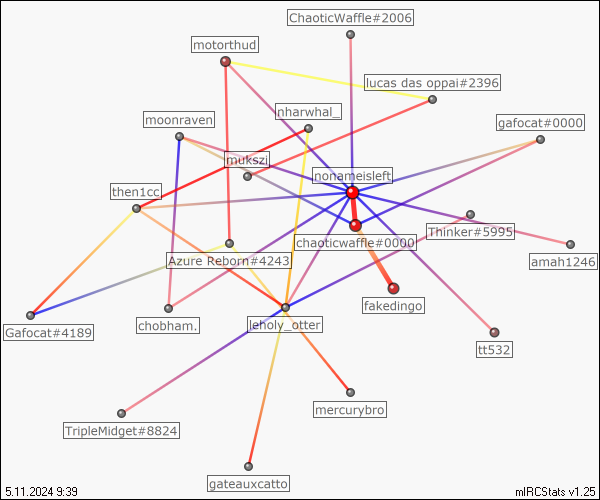 ChaoticWaffle#2006
motorthud
lucas das oppai#2396
nharwhal_
moonraven
gafocat#0000
mukszi
nonameisleft
then1cc
Thinker#5995
chaoticwaffle#0000
Azure Reborn#4243
amah1246
fakedingo
Gafocat#4189
chobham.
leholy_otter
tt532
mercurybro
TripleMidget#8824
gateauxcatto
5.11.2024 9:39
mIRCStats v1.25